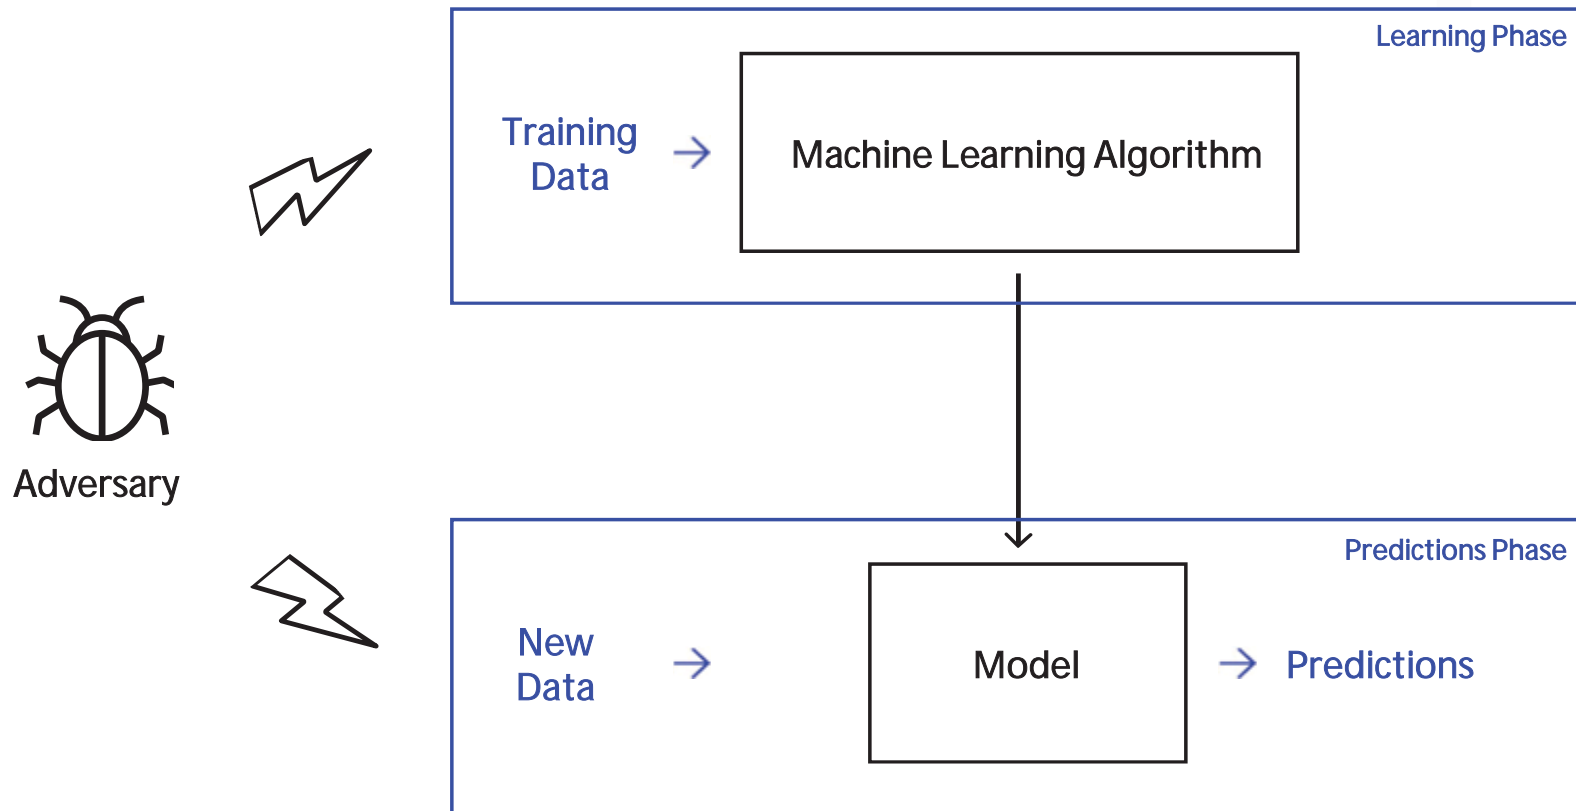 Learning Phase
Training
Data
Machine Learning Algorithm
Adversary
Predictions Phase
New
Data
Model
Predictions